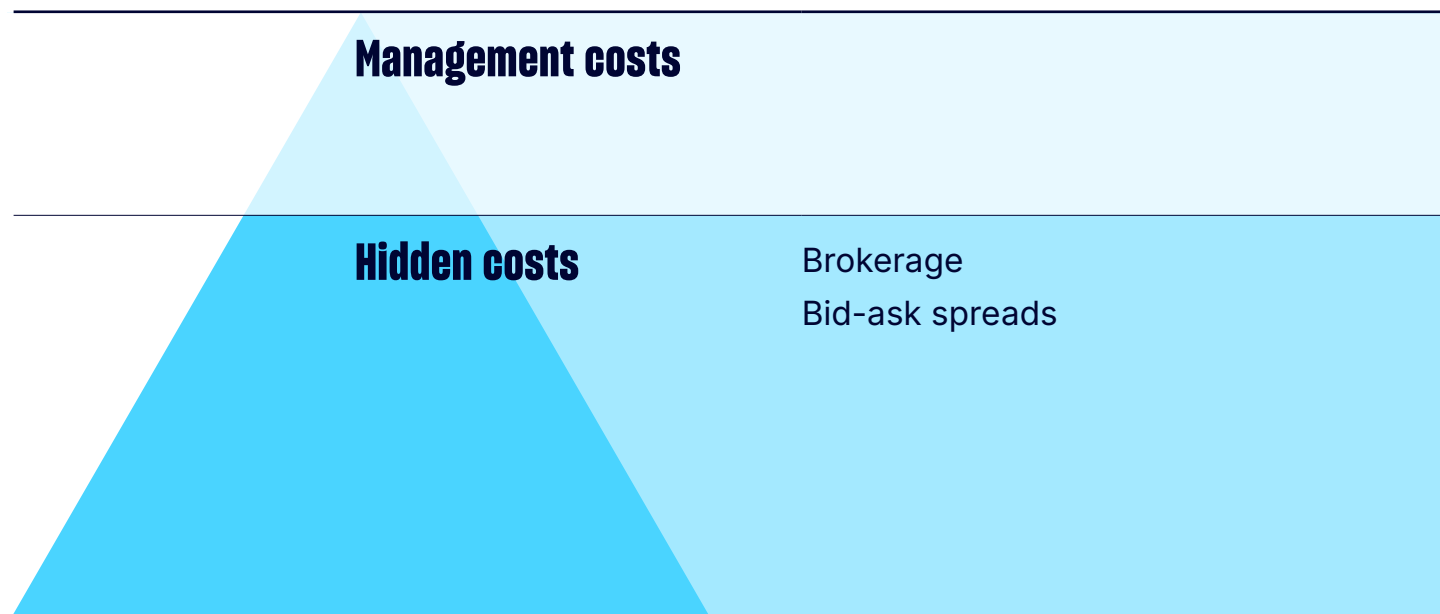 Management costs
Hidden costs
Brokerage
Bid-ask spreads